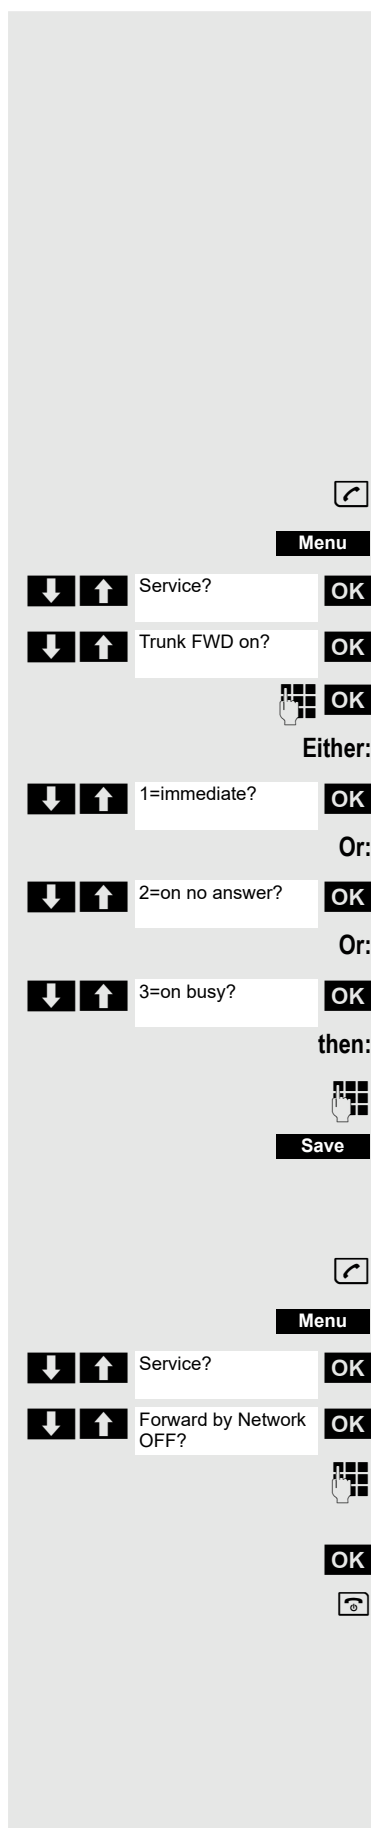 Menu
Service? OK
Trunk FWD on? OK
OK
Either:
1=immediate? OK
Or:
2=on no answer? OK
Or:
3=on busy? OK
then:
Save
Menu
Service? OK
Forward by Network OK
OFF?
OK